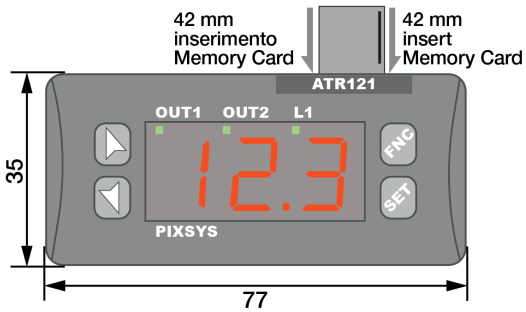 42 mm
inserimento
Memory Card
42 mm
insert
Memory Card
ATR121
OUT1 OUT2 L1
12.3
FNC
SET
PIXSYS
35
77